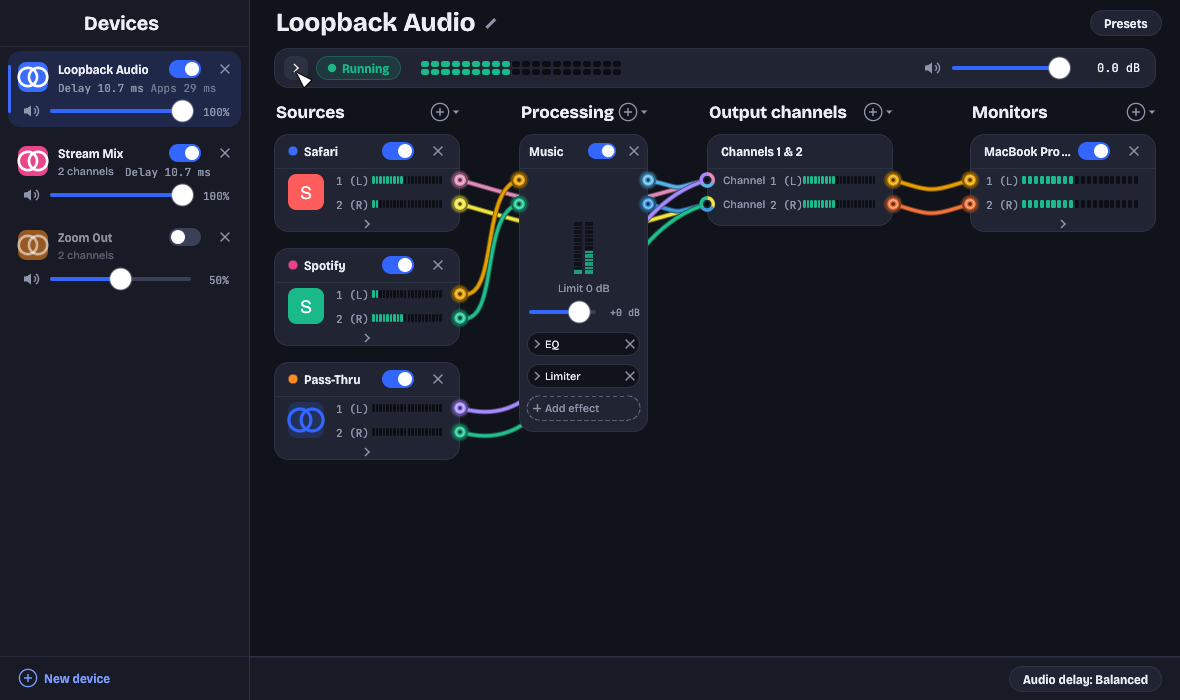 Devices
Loopback Audio
Delay 10.7 ms Apps 29 ms
100%
Stream Mix
2 channels Delay 10.7 ms
100%
Zoom Out
2 channels
50%
New device
Loopback Audio
Presets
Running
0.0 dB
Sources
Processing
Output channels
Monitors
Safari
S
1 (L)
2 (R)
Spotify
S
1 (L)
2 (R)
Pass-Thru
1 (L)
2 (R)
Music
Limit 0 dB
+0 dB
EQ
Limiter
+ Add effect
Channels 1 & 2
Channel 1 (L)
Channel 2 (R)
MacBook Pro ...
1 (L)
2 (R)
Audio delay: Balanced